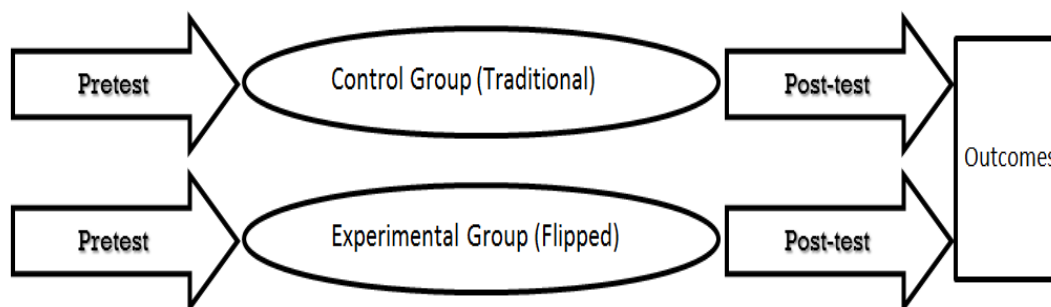 Pretest
Control Group (Traditional)
Post-test
Outcomes
Pretest
Experimental Group (Flipped)
Post-test